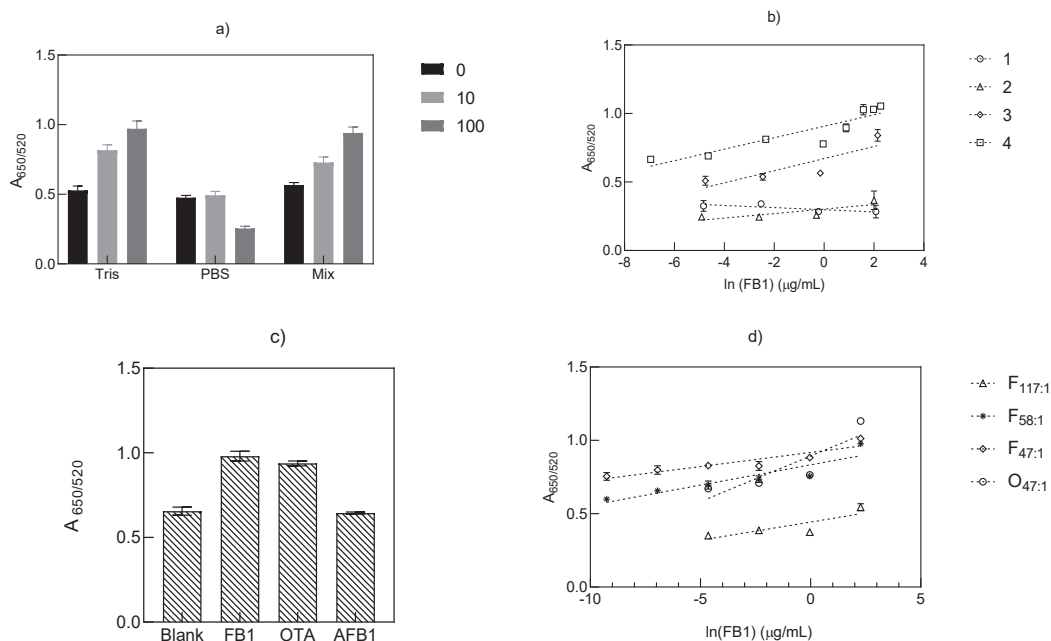 a)
1.5
1.0
0.5
0.0
A650/520
Tris
PBS
Mix
0
10
100
b)
1.5
1.0
0.5
0.0
A650/520
-8
-6
-4
-2
0
2
4
ln (FB1) (μg/mL)
1
2
3
4
c)
1.5
1.0
0.5
0.0
A 650/520
Blank
FB1
OTA
AFB1
d)
1.5
1.0
0.5
0.0
A650/520
-10
-5
0
5
ln(FB1) (μg/mL)
F117:1
F58:1
F47:1
O47:1